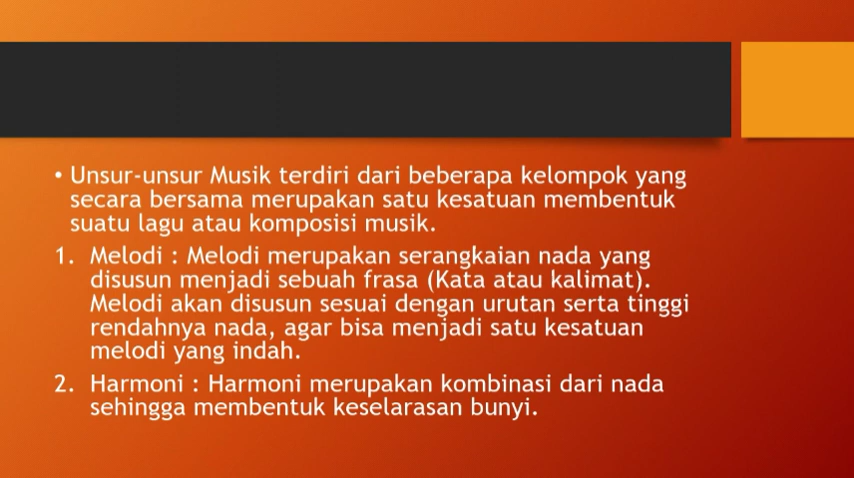 • Unsur-unsur Musik terdiri dari beberapa kelompok yang
secara bersama merupakan satu kesatuan membentuk
suatu lagu atau komposisi musik.
1. Melodi : Melodi merupakan serangkaian nada yang
disusun menjadi sebuah frasa (Kata atau kalimat).
Melodi akan disusun sesuai dengan urutan serta tinggi
rendahnya nada, agar bisa menjadi satu kesatuan
melodi yang indah.
2. Harmoni : Harmoni merupakan kombinasi dari nada
sehingga membentuk keselarasan bunyi.